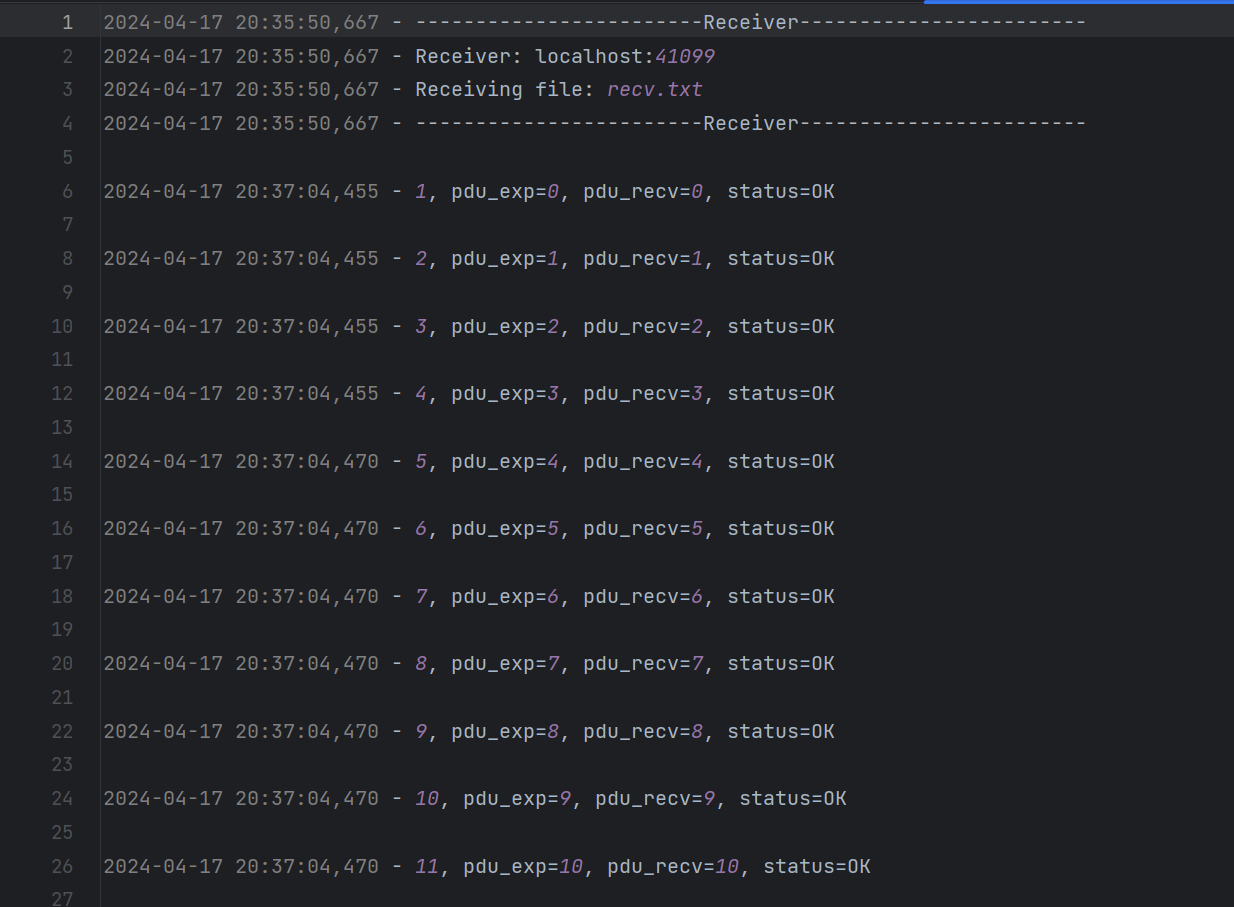 1 2024-04-17 20:35:50,667 - ------------------------Receiver------------------------
2 2024-04-17 20:35:50,667 - Receiver: localhost:41099
3 2024-04-17 20:35:50,667 - Receiving file: recv.txt
4 2024-04-17 20:35:50,667 - ------------------------Receiver------------------------
5
6 2024-04-17 20:37:04,455 - 1, pdu_exp=0, pdu_recv=0, status=OK
7
8 2024-04-17 20:37:04,455 - 2, pdu_exp=1, pdu_recv=1, status=OK
9
10 2024-04-17 20:37:04,455 - 3, pdu_exp=2, pdu_recv=2, status=OK
11
12 2024-04-17 20:37:04,455 - 4, pdu_exp=3, pdu_recv=3, status=OK
13
14 2024-04-17 20:37:04,470 - 5, pdu_exp=4, pdu_recv=4, status=OK
15
16 2024-04-17 20:37:04,470 - 6, pdu_exp=5, pdu_recv=5, status=OK
17
18 2024-04-17 20:37:04,470 - 7, pdu_exp=6, pdu_recv=6, status=OK
19
20 2024-04-17 20:37:04,470 - 8, pdu_exp=7, pdu_recv=7, status=OK
21
22 2024-04-17 20:37:04,470 - 9, pdu_exp=8, pdu_recv=8, status=OK
23
24 2024-04-17 20:37:04,470 - 10, pdu_exp=9, pdu_recv=9, status=OK
25
26 2024-04-17 20:37:04,470 - 11, pdu_exp=10, pdu_recv=10, status=OK
27